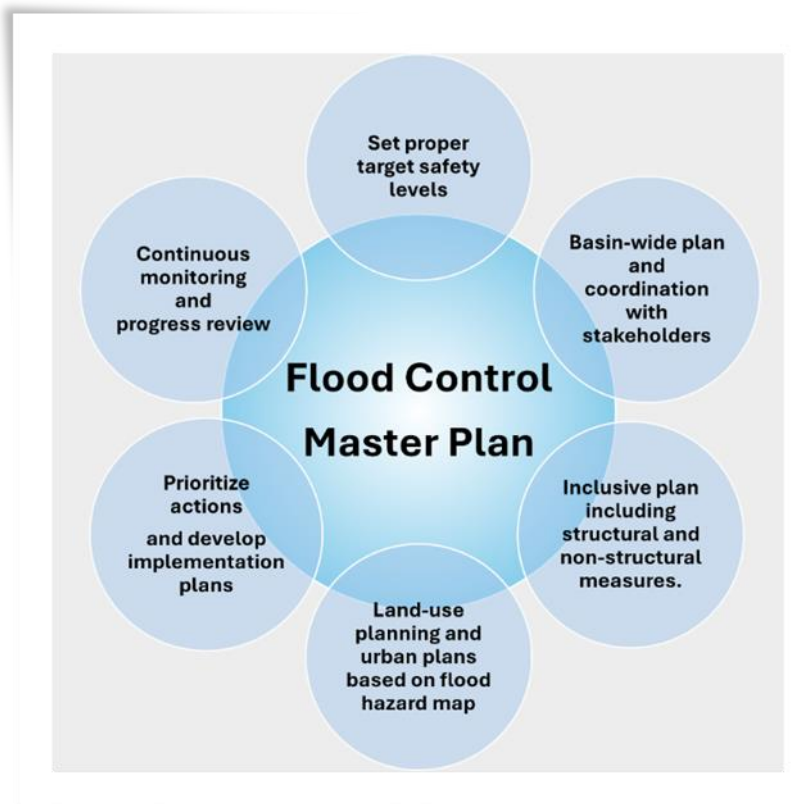 Set proper
target safety
levels
Basin-wide plan
and
coordination
with
stakeholders
Inclusive plan
including
structural and
non-structural
measures.
Land-use
planning and
urban plans
based on flood
hazard map
Prioritize
actions
and develop
implementation
plans
Continuous
monitoring
and
progress review
Flood Control
Master Plan